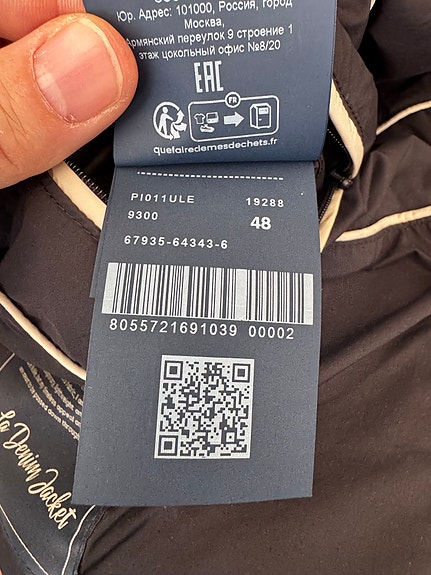 Юр. Адрес: 101000, Россия, город
Москва,
Армянский переулок 9 строение 1
этаж цокольный офис №8/20
EAC
FR
quefairedemesdechets.fr
PI011ULE 19288
9300 48
67935-64343-6
8055721691039 00002
La Denim Jacket